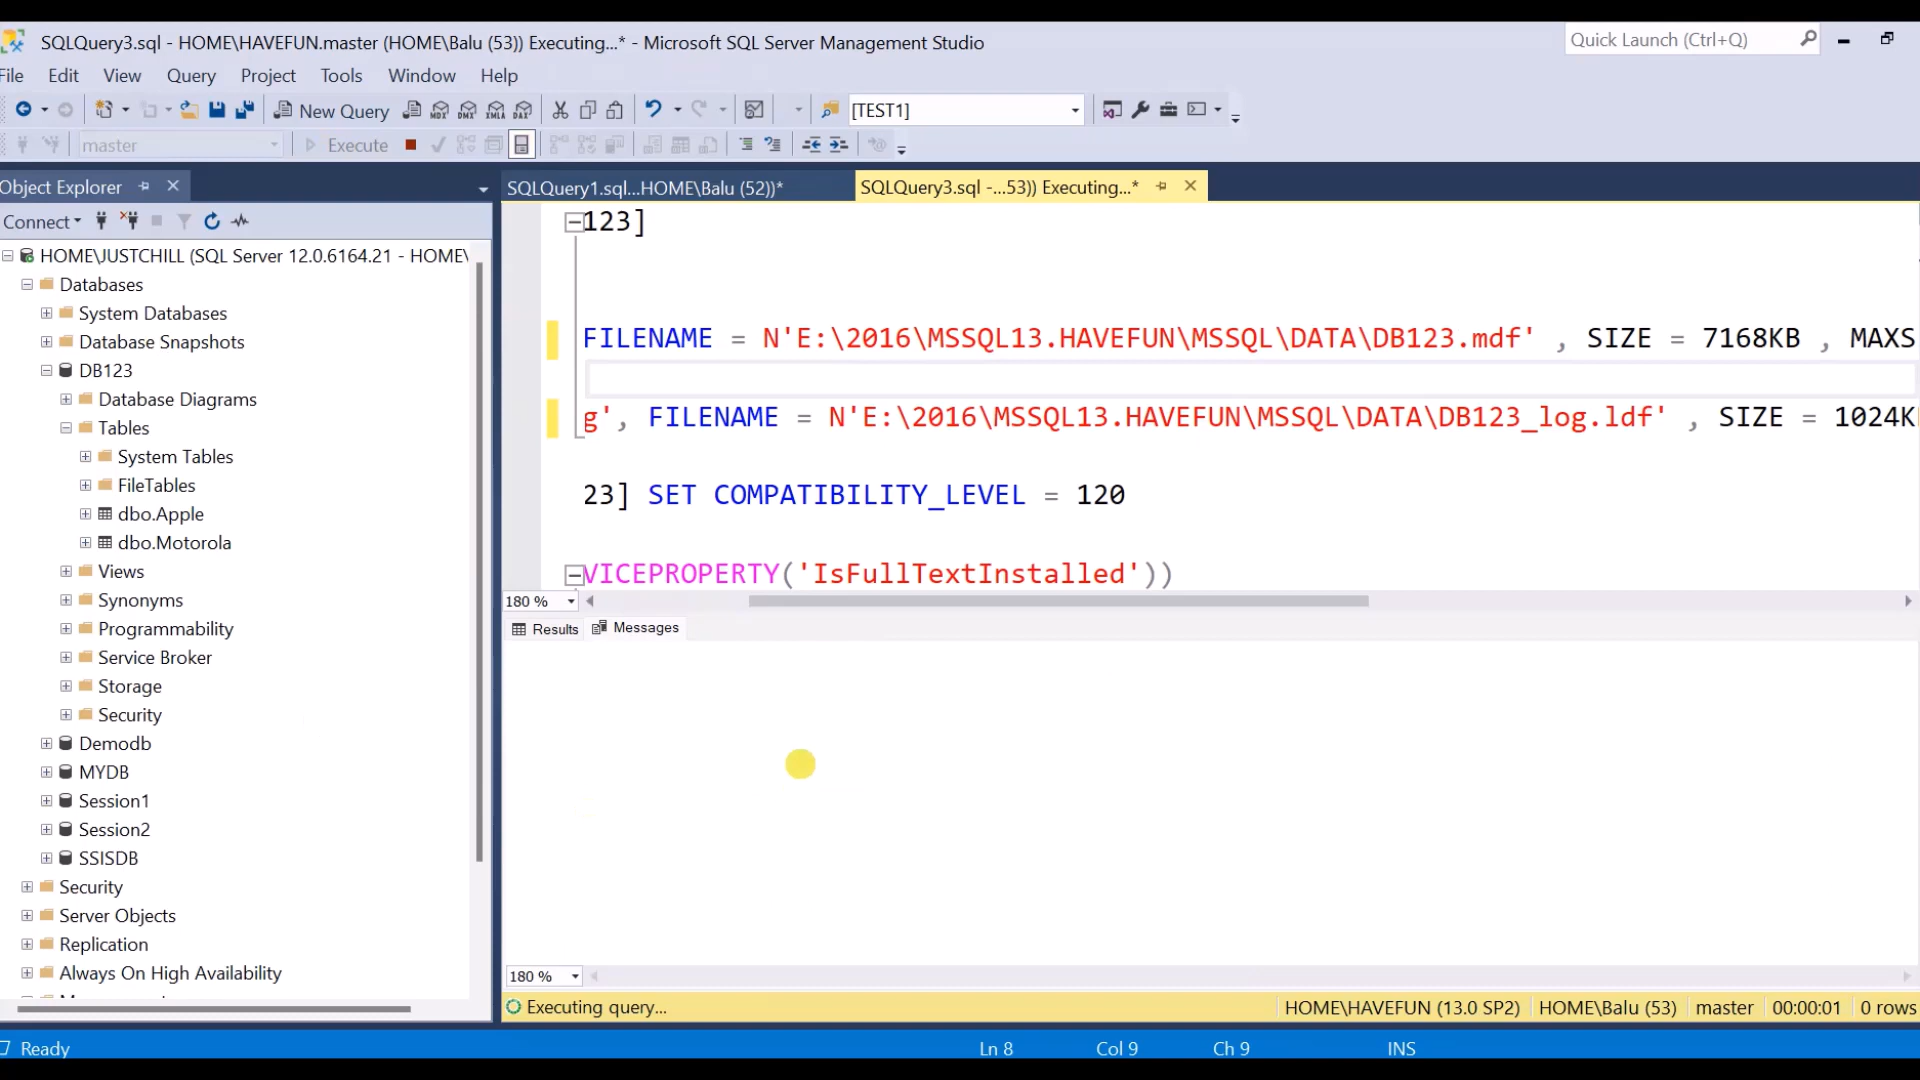 SQLQuery3.sql - HOME\HAVEFUN.master (HOME\Balu (53)) Executing...* - Microsoft SQL Server Management Studio
Quick Launch (Ctrl+Q)
File Edit View Query Project Tools Window Help
New Query
MDX DMX XMLA DAX
[TEST1]
master
Execute
Object Explorer
SQLQuery1.sql...HOME\Balu (52))*
SQLQuery3.sql -...53)) Executing...*
Connect
HOME\JUSTCHILL (SQL Server 12.0.6164.21 - HOME\
Databases
System Databases
Database Snapshots
DB123
Database Diagrams
Tables
System Tables
FileTables
dbo.Apple
dbo.Motorola
Views
Synonyms
Programmability
Service Broker
Storage
Security
Demodb
MYDB
Session1
Session2
SSISDB
Security
Server Objects
Replication
Always On High Availability
123]
FILENAME = N'E:\2016\MSSQL13.HAVEFUN\MSSQL\DATA\DB123.mdf' , SIZE = 7168KB , MAXS
g', FILENAME = N'E:\2016\MSSQL13.HAVEFUN\MSSQL\DATA\DB123_log.ldf' , SIZE = 1024K
23] SET COMPATIBILITY_LEVEL = 120
VICEPROPERTY('IsFullTextInstalled'))
180 %
Results Messages
180 %
Executing query...
HOME\HAVEFUN (13.0 SP2) HOME\Balu (53) master 00:00:01 0 rows
Ready
Ln 8 Col 9 Ch 9 INS